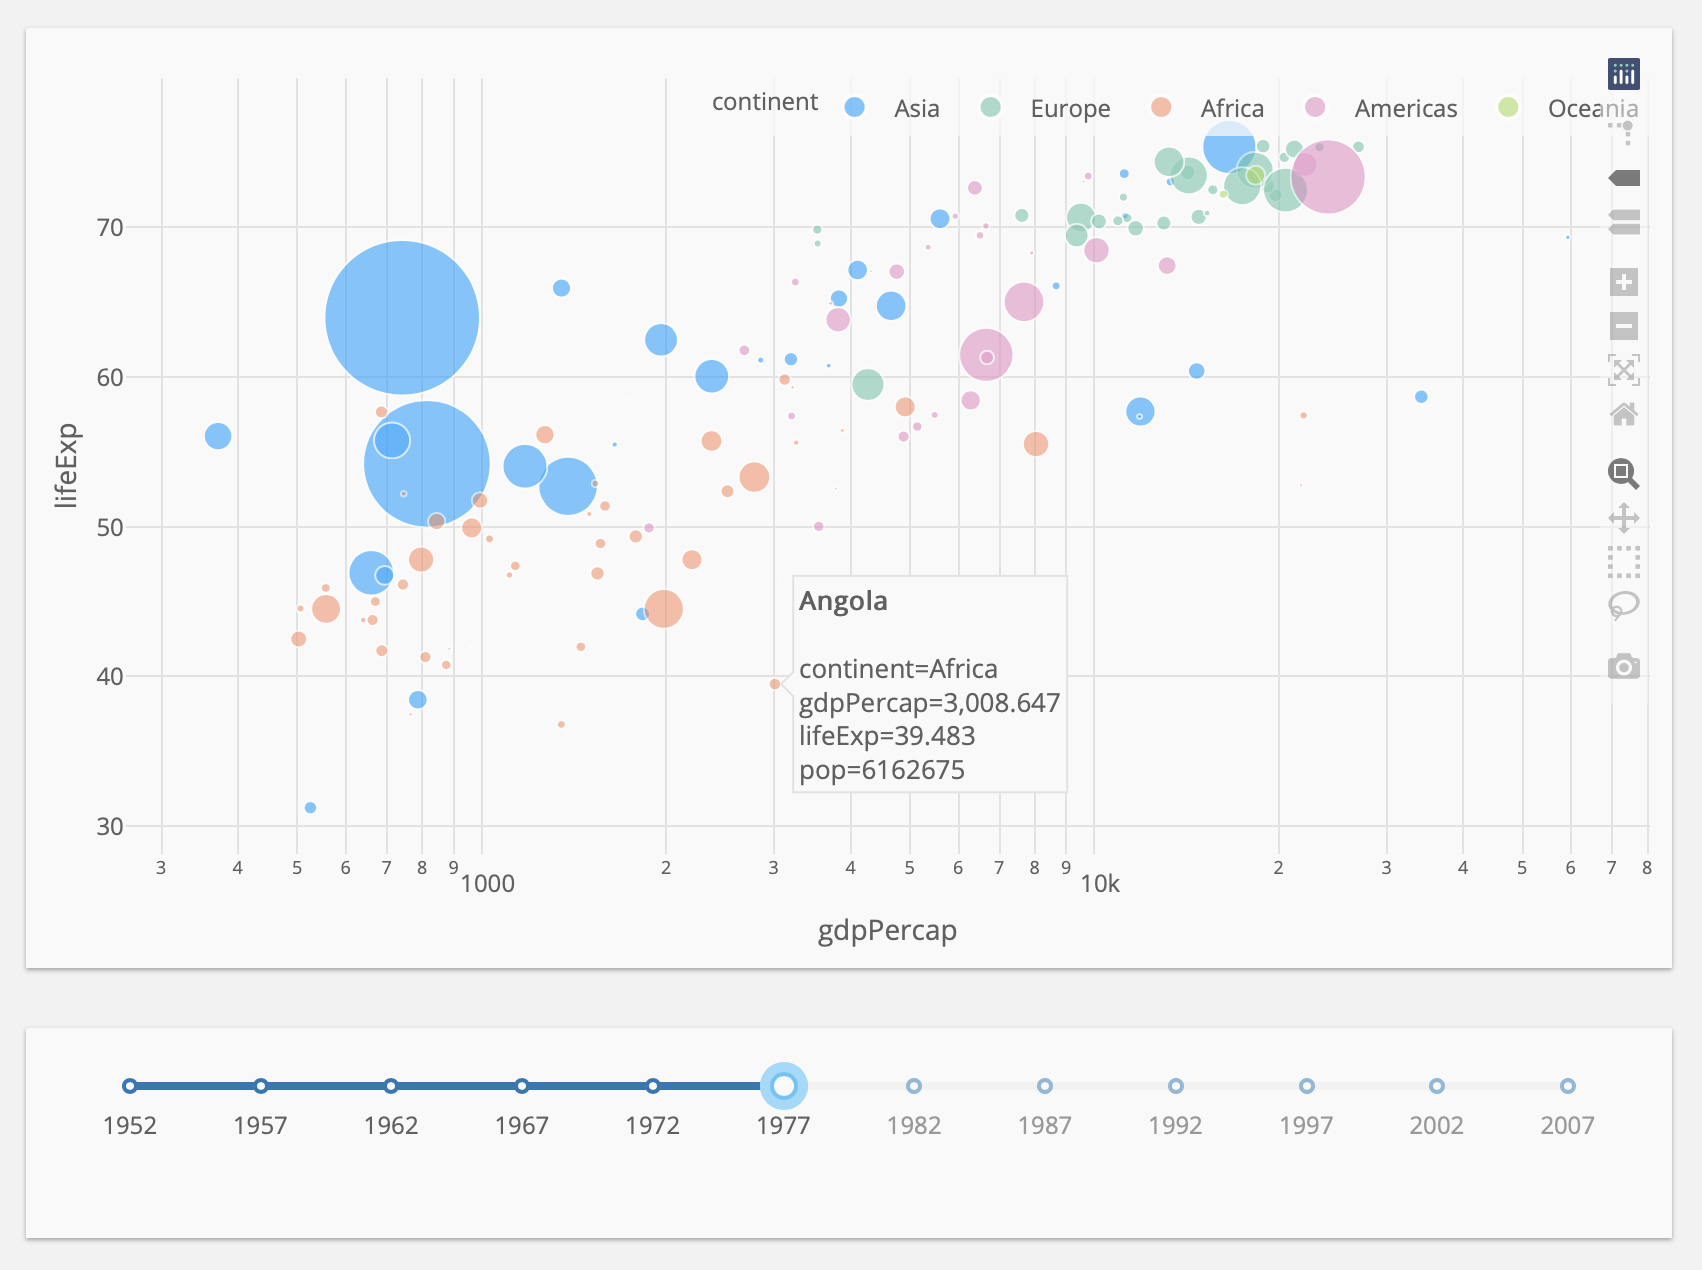 continent Asia Europe Africa Americas Oceania
70
60
50
40
30
lifeExp
Angola
continent=Africa
gdpPercap=3,008.647
lifeExp=39.483
pop=6162675
3 4 5 6 7 8 9 2 3 4 5 6 7 8 9 2 3 4 5 6 7 8
1000 10k
gdpPercap
1952 1957 1962 1967 1972 1977 1982 1987 1992 1997 2002 2007